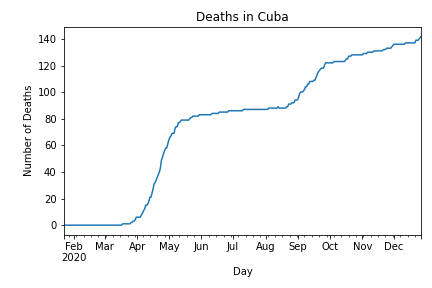 Deaths in Cuba
Number of Deaths
140
120
100
80
60
40
20
0
Feb Mar Apr May Jun Jul Aug Sep Oct Nov Dec
2020
Day